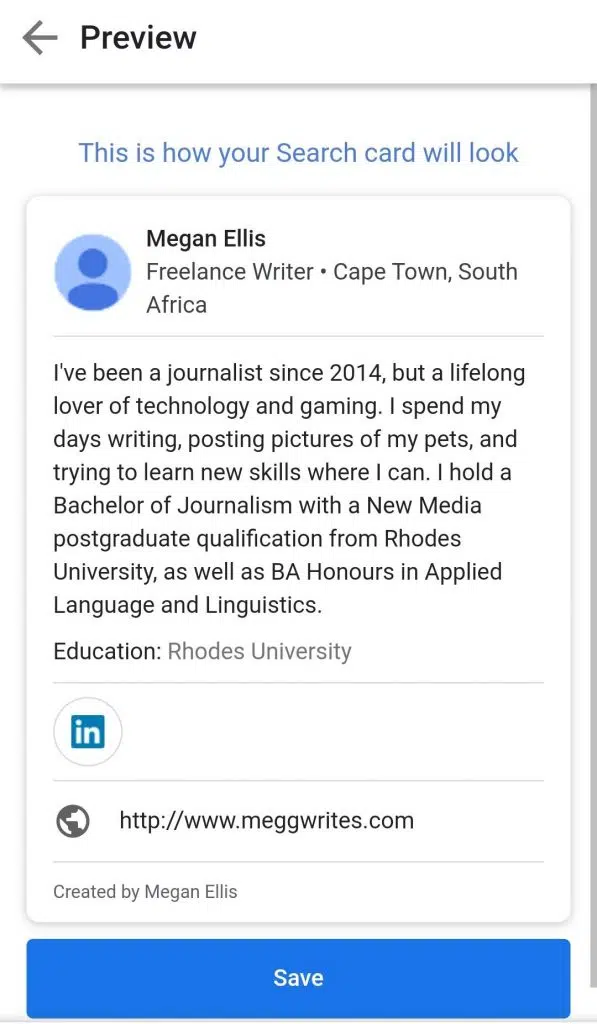 Preview
This is how your Search card will look
Megan Ellis
Freelance Writer • Cape Town, South
Africa
I've been a journalist since 2014, but a lifelong
lover of technology and gaming. I spend my
days writing, posting pictures of my pets, and
trying to learn new skills where I can. I hold a
Bachelor of Journalism with a New Media
postgraduate qualification from Rhodes
University, as well as BA Honours in Applied
Language and Linguistics.
Education: Rhodes University
in
http://www.meggwrites.com
Created by Megan Ellis
Save